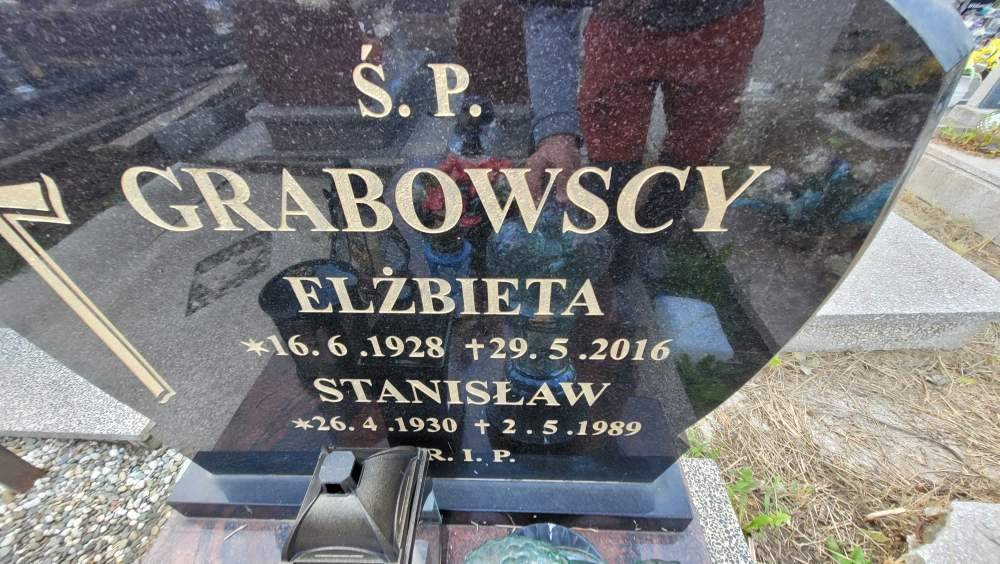 Ś. P.
GRABOWSCY
ELŻBIETA
*16.6.1928 †29.5.2016
STANISŁAW
*26.4.1930 †2.5.1989
R. I. P.